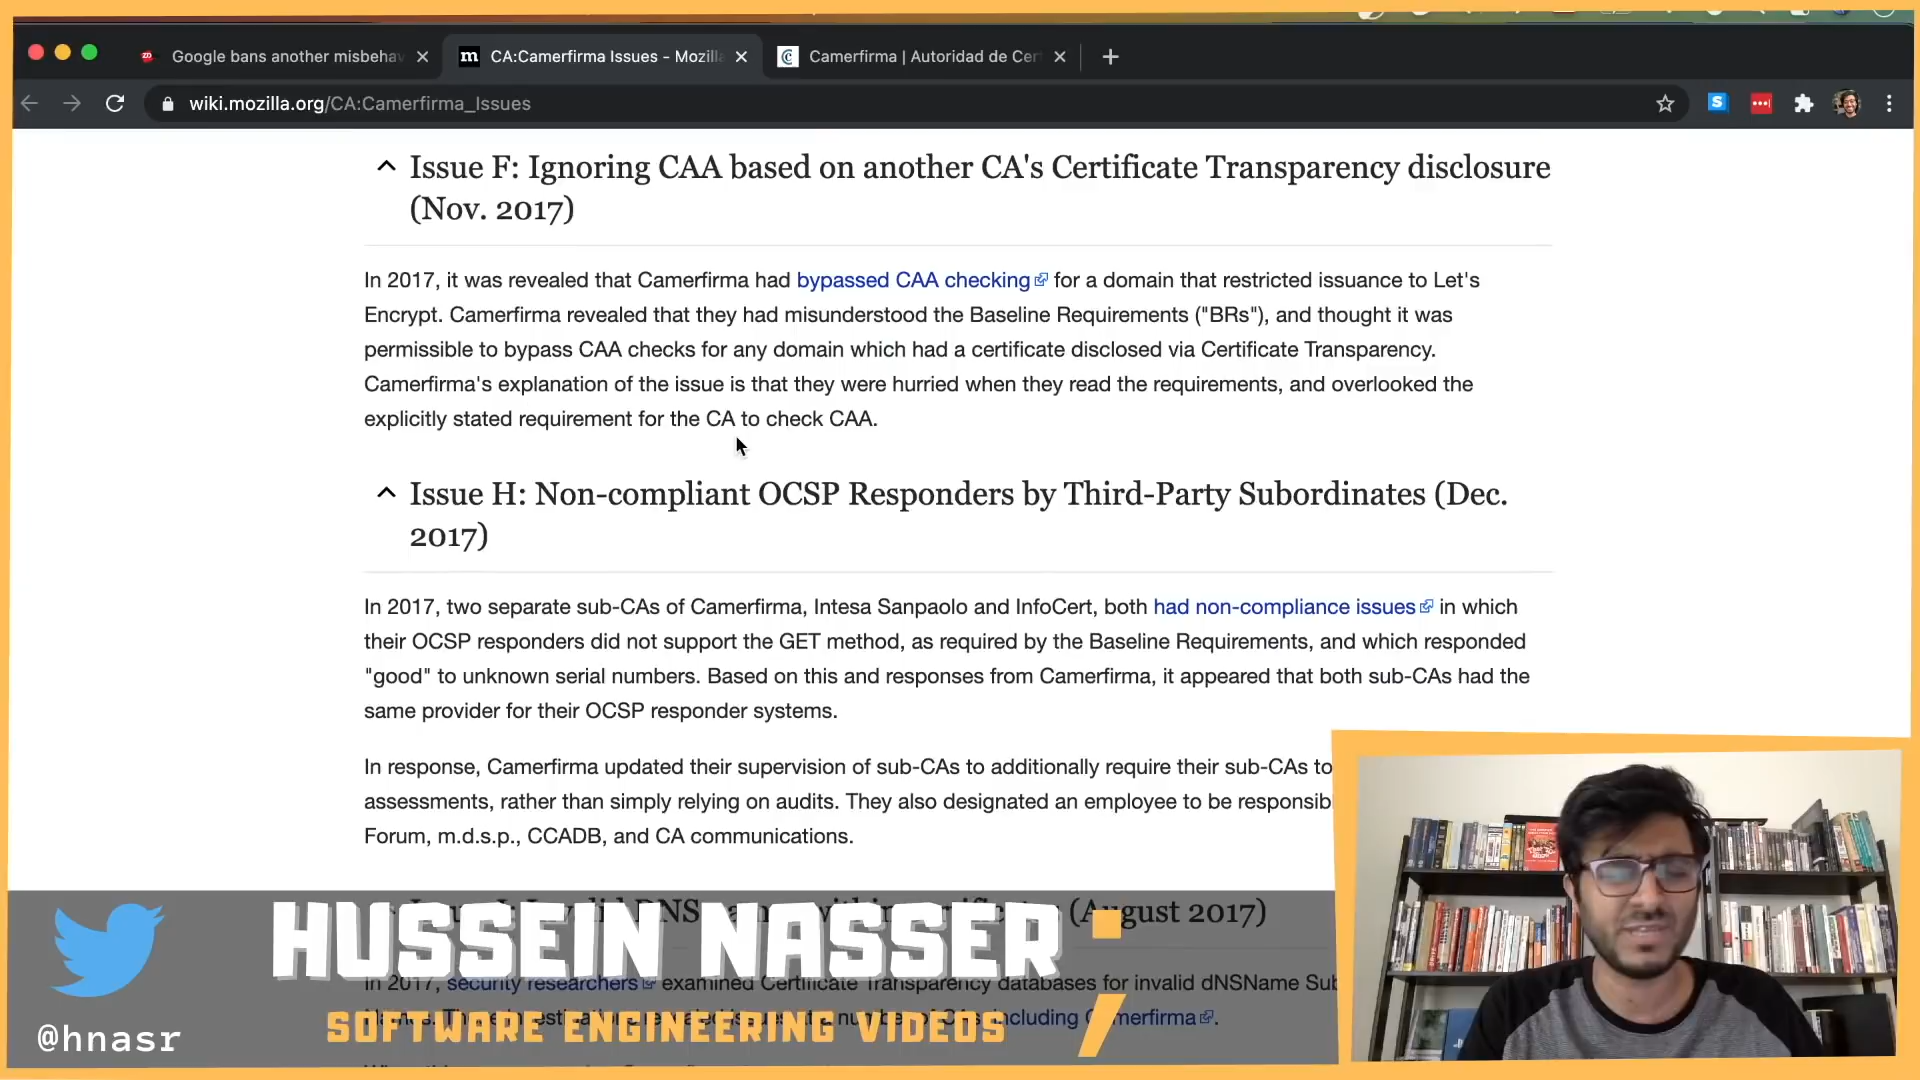 Google bans another misbehav
CA:Camerfirma Issues - Mozilla
Camerfirma | Autoridad de Cer
wiki.mozilla.org/CA:Camerfirma_Issues
Issue F: Ignoring CAA based on another CA's Certificate Transparency disclosure
(Nov. 2017)
In 2017, it was revealed that Camerfirma had bypassed CAA checking for a domain that restricted issuance to Let's
Encrypt. Camerfirma revealed that they had misunderstood the Baseline Requirements ("BRs"), and thought it was
permissible to bypass CAA checks for any domain which had a certificate disclosed via Certificate Transparency.
Camerfirma's explanation of the issue is that they were hurried when they read the requirements, and overlooked the
explicitly stated requirement for the CA to check CAA.
Issue H: Non-compliant OCSP Responders by Third-Party Subordinates (Dec.
2017)
In 2017, two separate sub-CAs of Camerfirma, Intesa Sanpaolo and InfoCert, both had non-compliance issues in which
their OCSP responders did not support the GET method, as required by the Baseline Requirements, and which responded
"good" to unknown serial numbers. Based on this and responses from Camerfirma, it appeared that both sub-CAs had the
same provider for their OCSP responder systems.
In response, Camerfirma updated their supervision of sub-CAs to additionally require their sub-CAs to
assessments, rather than simply relying on audits. They also designated an employee to be responsib
Forum, m.d.s.p., CCADB, and CA communications.
(August 2017)
HUSSEIN NASSER
In 2017, security researchers examined Certificate Transparency databases for invalid dNSName Sub
SOFTWARE ENGINEERING VIDEOS
including
@hnasr